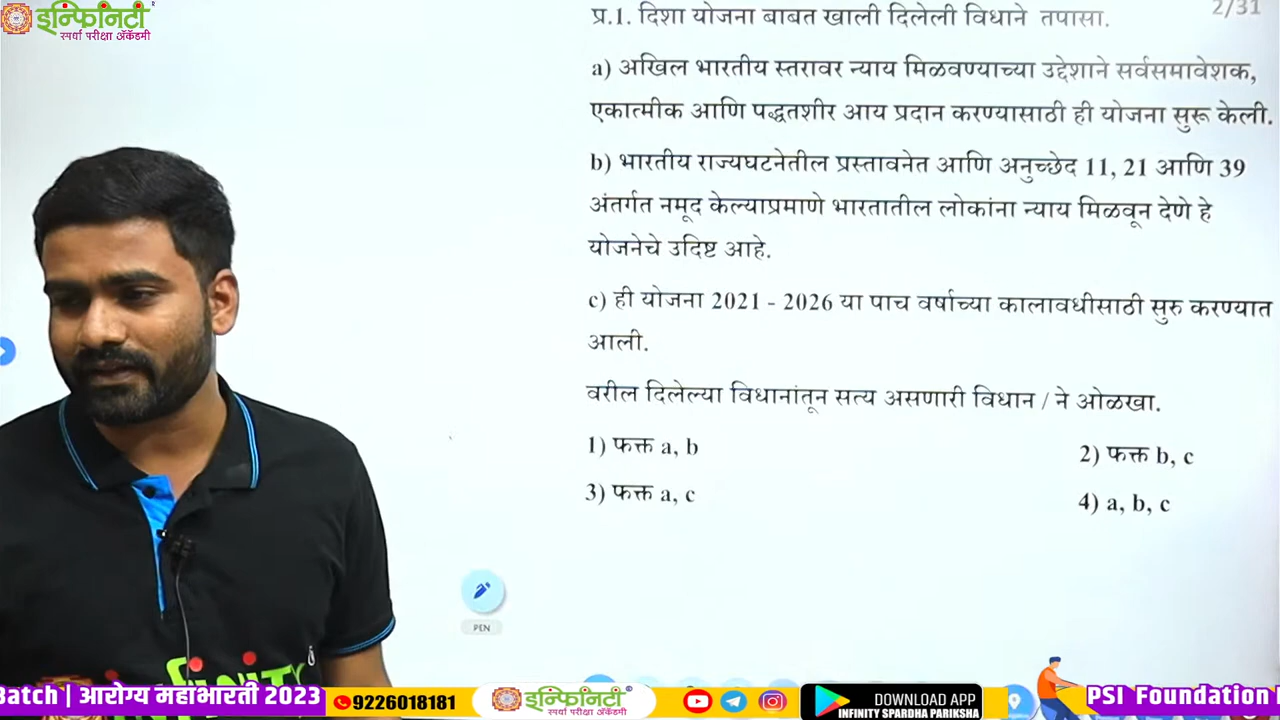 इन्फिनिटी
स्पर्धा परीक्षा ॲकॅडमी
2/31
प्र.1. दिशा योजना बाबत खाली दिलेली विधाने तपासा.
a) अखिल भारतीय स्तरावर न्याय मिळवण्याच्या उद्देशाने सर्वसमावेशक,
एकात्मीक आणि पद्धतशीर आय प्रदान करण्यासाठी ही योजना सुरू केली.
b) भारतीय राज्यघटनेतील प्रस्तावनेत आणि अनुच्छेद 11, 21 आणि 39
अंतर्गत नमूद केल्याप्रमाणे भारतातील लोकांना न्याय मिळवून देणे हे
योजनेचे उदिष्ट आहे.
c) ही योजना 2021 - 2026 या पाच वर्षाच्या कालावधीसाठी सुरु करण्यात
आली.
वरील दिलेल्या विधानांतून सत्य असणारी विधान / ने ओळखा.
1) फक्त a, b
2) फक्त b, c
3) फक्त a, c
4) a, b, c
PEN
INFINITY
Batch | आरोग्य महाभारती 2023
9226018181
इन्फिनिटी
स्पर्धा परीक्षा ॲकॅडमी
DOWNLOAD APP
INFINITY SPARDHA PARIKSHA
PSI Foundation